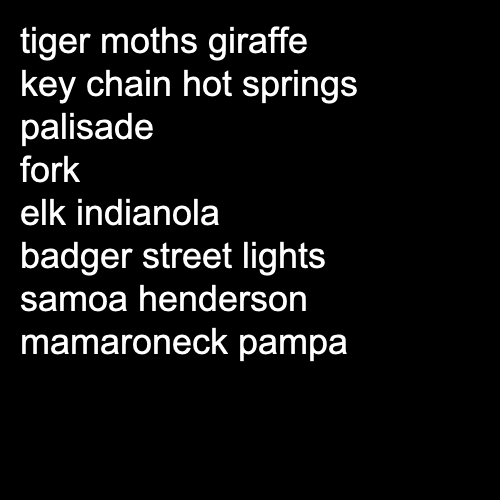 tiger moths giraffe
key chain hot springs
palisade
fork
elk indianola
badger street lights
samoa henderson
mamaroneck pampa